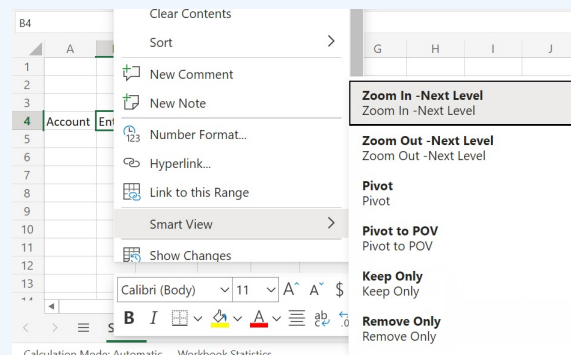 B4
Clear Contents
Sort
New Comment
New Note
Number Format...
Hyperlink...
Link to this Range
Smart View
Show Changes
Calibri (Body) 11 A^ A˅ $
B I A ab
A G H I J
1
2
3
4 Account Ent
5
6
7
8
9
10
11
12
13
Zoom In -Next Level
Zoom In -Next Level
Zoom Out -Next Level
Zoom Out -Next Level
Pivot
Pivot
Pivot to POV
Pivot to POV
Keep Only
Keep Only
Remove Only
Remove Only
Calculation Mode: Automatic Workbook Statistics